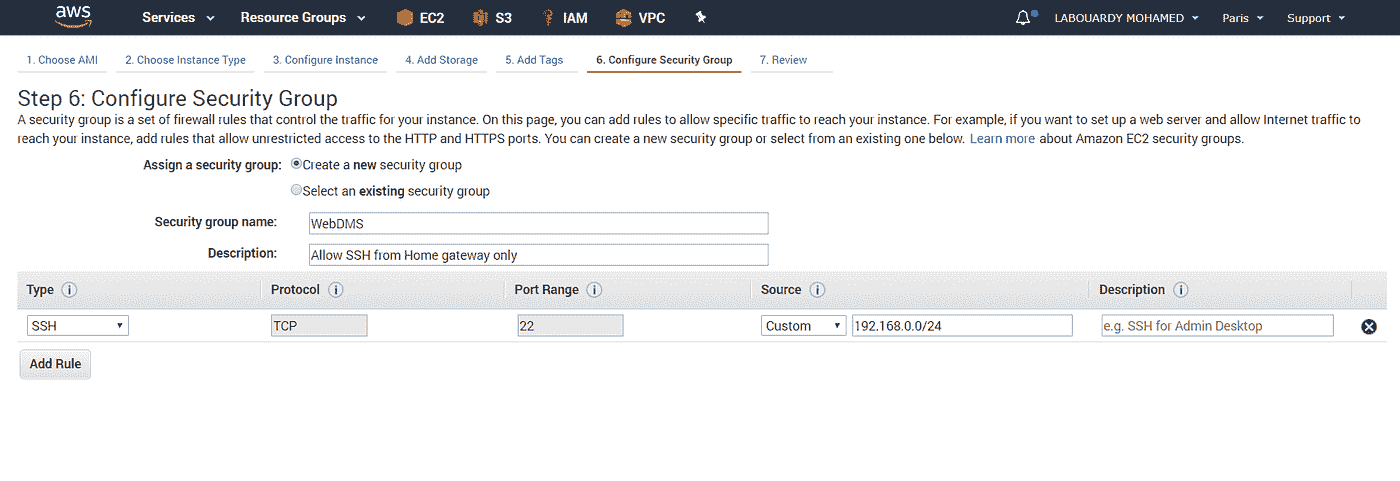 aws Services Resource Groups EC2 S3 IAM VPC LABOUARDY MOHAMED Paris Support
1. Choose AMI 2. Choose Instance Type 3. Configure Instance 4. Add Storage 5. Add Tags 6. Configure Security Group 7. Review
Step 6: Configure Security Group
A security group is a set of firewall rules that control the traffic for your instance. On this page, you can add rules to allow specific traffic to reach your instance. For example, if you want to set up a web server and allow Internet traffic to
reach your instance, add rules that allow unrestricted access to the HTTP and HTTPS ports. You can create a new security group or select from an existing one below. Learn more about Amazon EC2 security groups.
Assign a security group: Create a new security group
Select an existing security group
Security group name: WebDMS
Description: Allow SSH from Home gateway only
Type i Protocol i Port Range i Source i Description i
SSH TCP 22 Custom 192.168.0.0/24 e.g. SSH for Admin Desktop
Add Rule